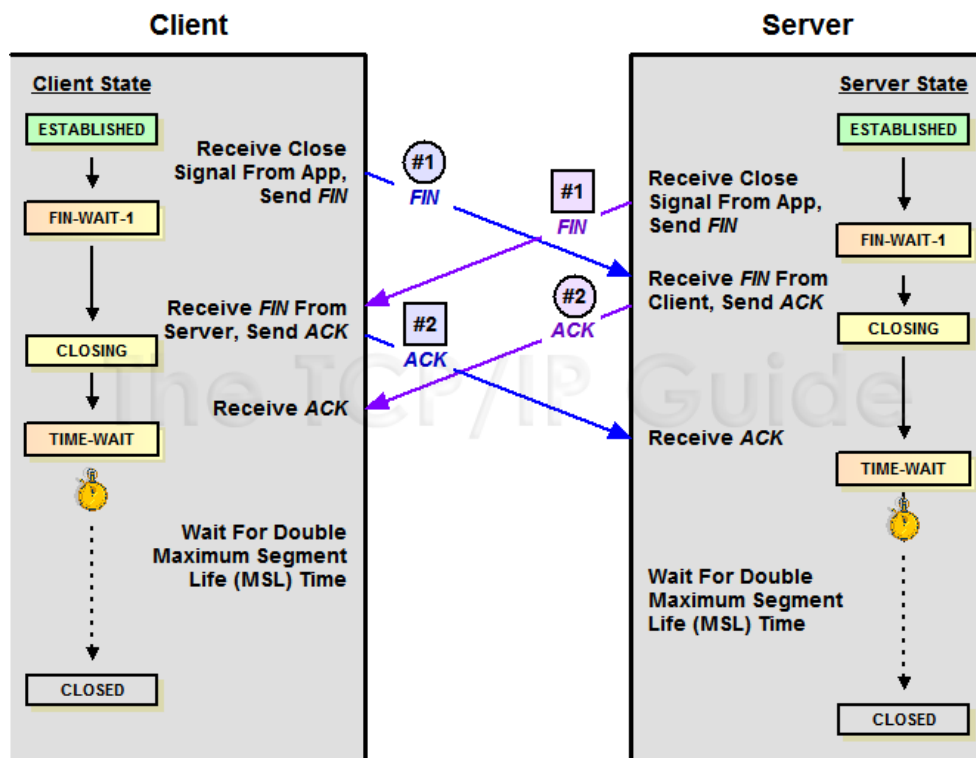 Client
Server
Client State
Server State
ESTABLISHED
ESTABLISHED
Receive Close
Signal From App,
Send FIN
#1
FIN
#1
FIN
Receive Close
Signal From App,
Send FIN
FIN-WAIT-1
FIN-WAIT-1
Receive FIN From
Server, Send ACK
#2
ACK
#2
ACK
Receive FIN From
Client, Send ACK
CLOSING
CLOSING
The TCP/IP Guide
Receive ACK
Receive ACK
TIME-WAIT
TIME-WAIT
Wait For Double
Maximum Segment
Life (MSL) Time
Wait For Double
Maximum Segment
Life (MSL) Time
CLOSED
CLOSED